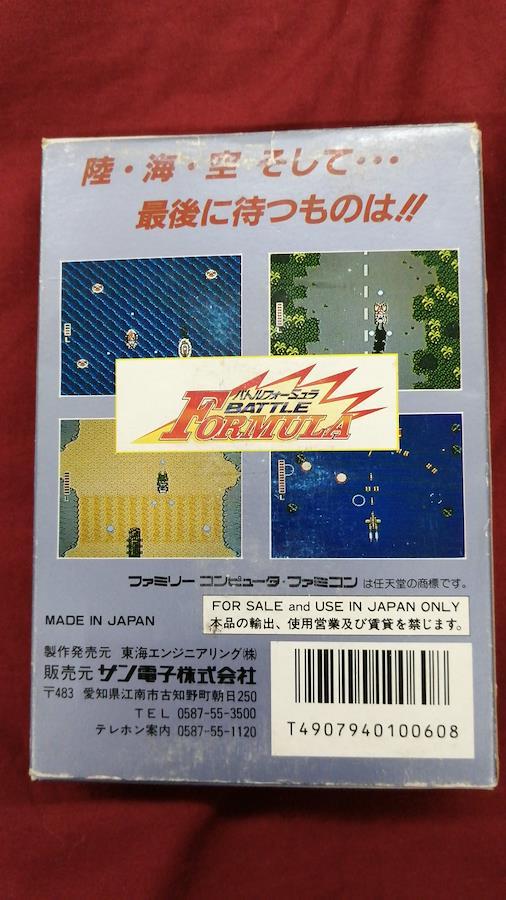 陸・海・空 そして・・・
最後に待つものは!!
バトルフォーミュラ
BATTLE
FORMULA
ファミリー コンピュータ・ファミコン は任天堂の商標です。
MADE IN JAPAN
FOR SALE and USE IN JAPAN ONLY
本品の輸出、使用営業及び賃貸を禁じます。
製作発売元 東海エンジニアリング㈱
販売元 サン電子株式会社
〒483 愛知県江南市古知野町朝日250
TEL 0587-55-3500
テレホン案内 0587-55-1120
T4907940100608